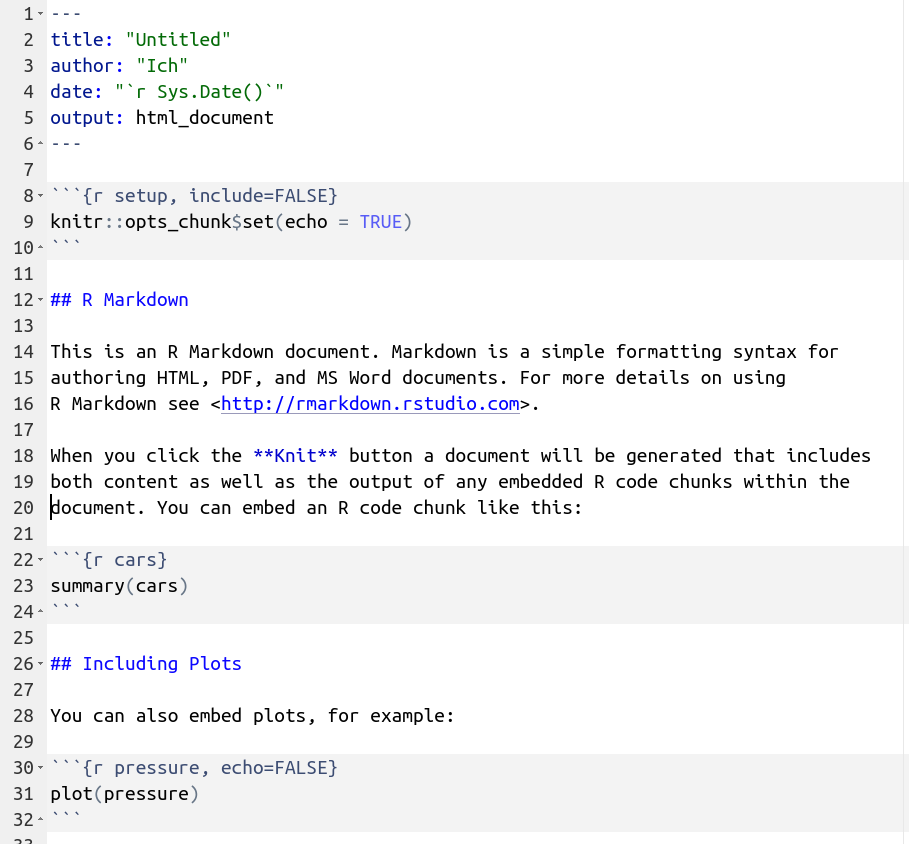 1 ---
2 title: "Untitled"
3 author: "Ich"
4 date: "`r Sys.Date()`"
5 output: html_document
6 ---
7
8 ```{r setup, include=FALSE}
9 knitr::opts_chunk$set(echo = TRUE)
10 ```
11
12 ## R Markdown
13
14 This is an R Markdown document. Markdown is a simple formatting syntax for
15 authoring HTML, PDF, and MS Word documents. For more details on using
16 R Markdown see <http://rmarkdown.rstudio.com>.
17
18 When you click the **Knit** button a document will be generated that includes
19 both content as well as the output of any embedded R code chunks within the
20 document. You can embed an R code chunk like this:
21
22 ```{r cars}
23 summary(cars)
24 ```
25
26 ## Including Plots
27
28 You can also embed plots, for example:
29
30 ```{r pressure, echo=FALSE}
31 plot(pressure)
32 ```
33